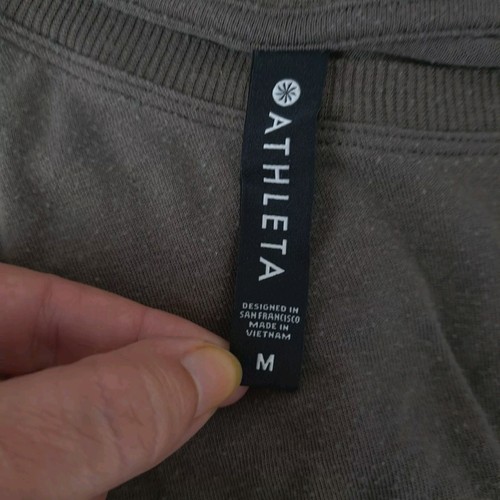 ATHLETA
DESIGNED IN
SAN FRANCISCO
MADE IN
VIETNAM
M